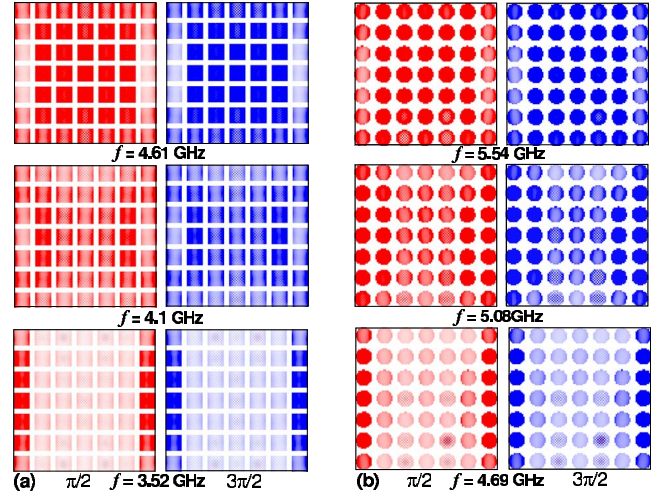 f = 4.61 GHz
5.54 GHz
f = 4.1 GHz
f = 5.08GHz
(a) π/2 f = 3.52 GHz 3π/2
(b) π/2 f = 4.69 GHz 3π/2